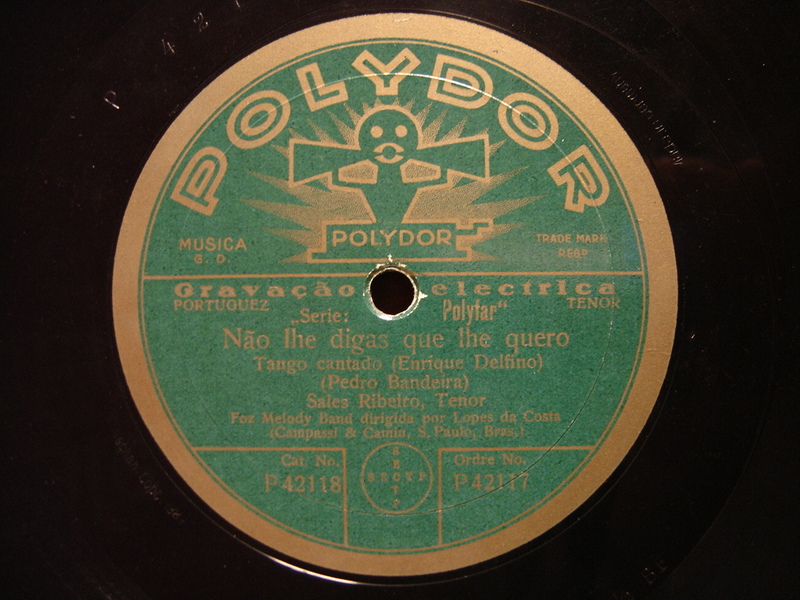 P 421
POLYDOR
POLYDOR
MUSICA
G. D.
TRADE MARK
REGD
Gravação electrica
PORTUGUEZ
TENOR
„Serie: Polyfar“
Não lhe digas que lhe quero
Tango cantado (Enrique Delfino)
(Pedro Bandeira)
Sales Ribeiro, Tenor
Foz Melody Band dirigida por Lopes da Costa
(Campassi & Camin, S. Paulo, Bras.)
Cat. No.
P 42118
Ordre No.
P 42117